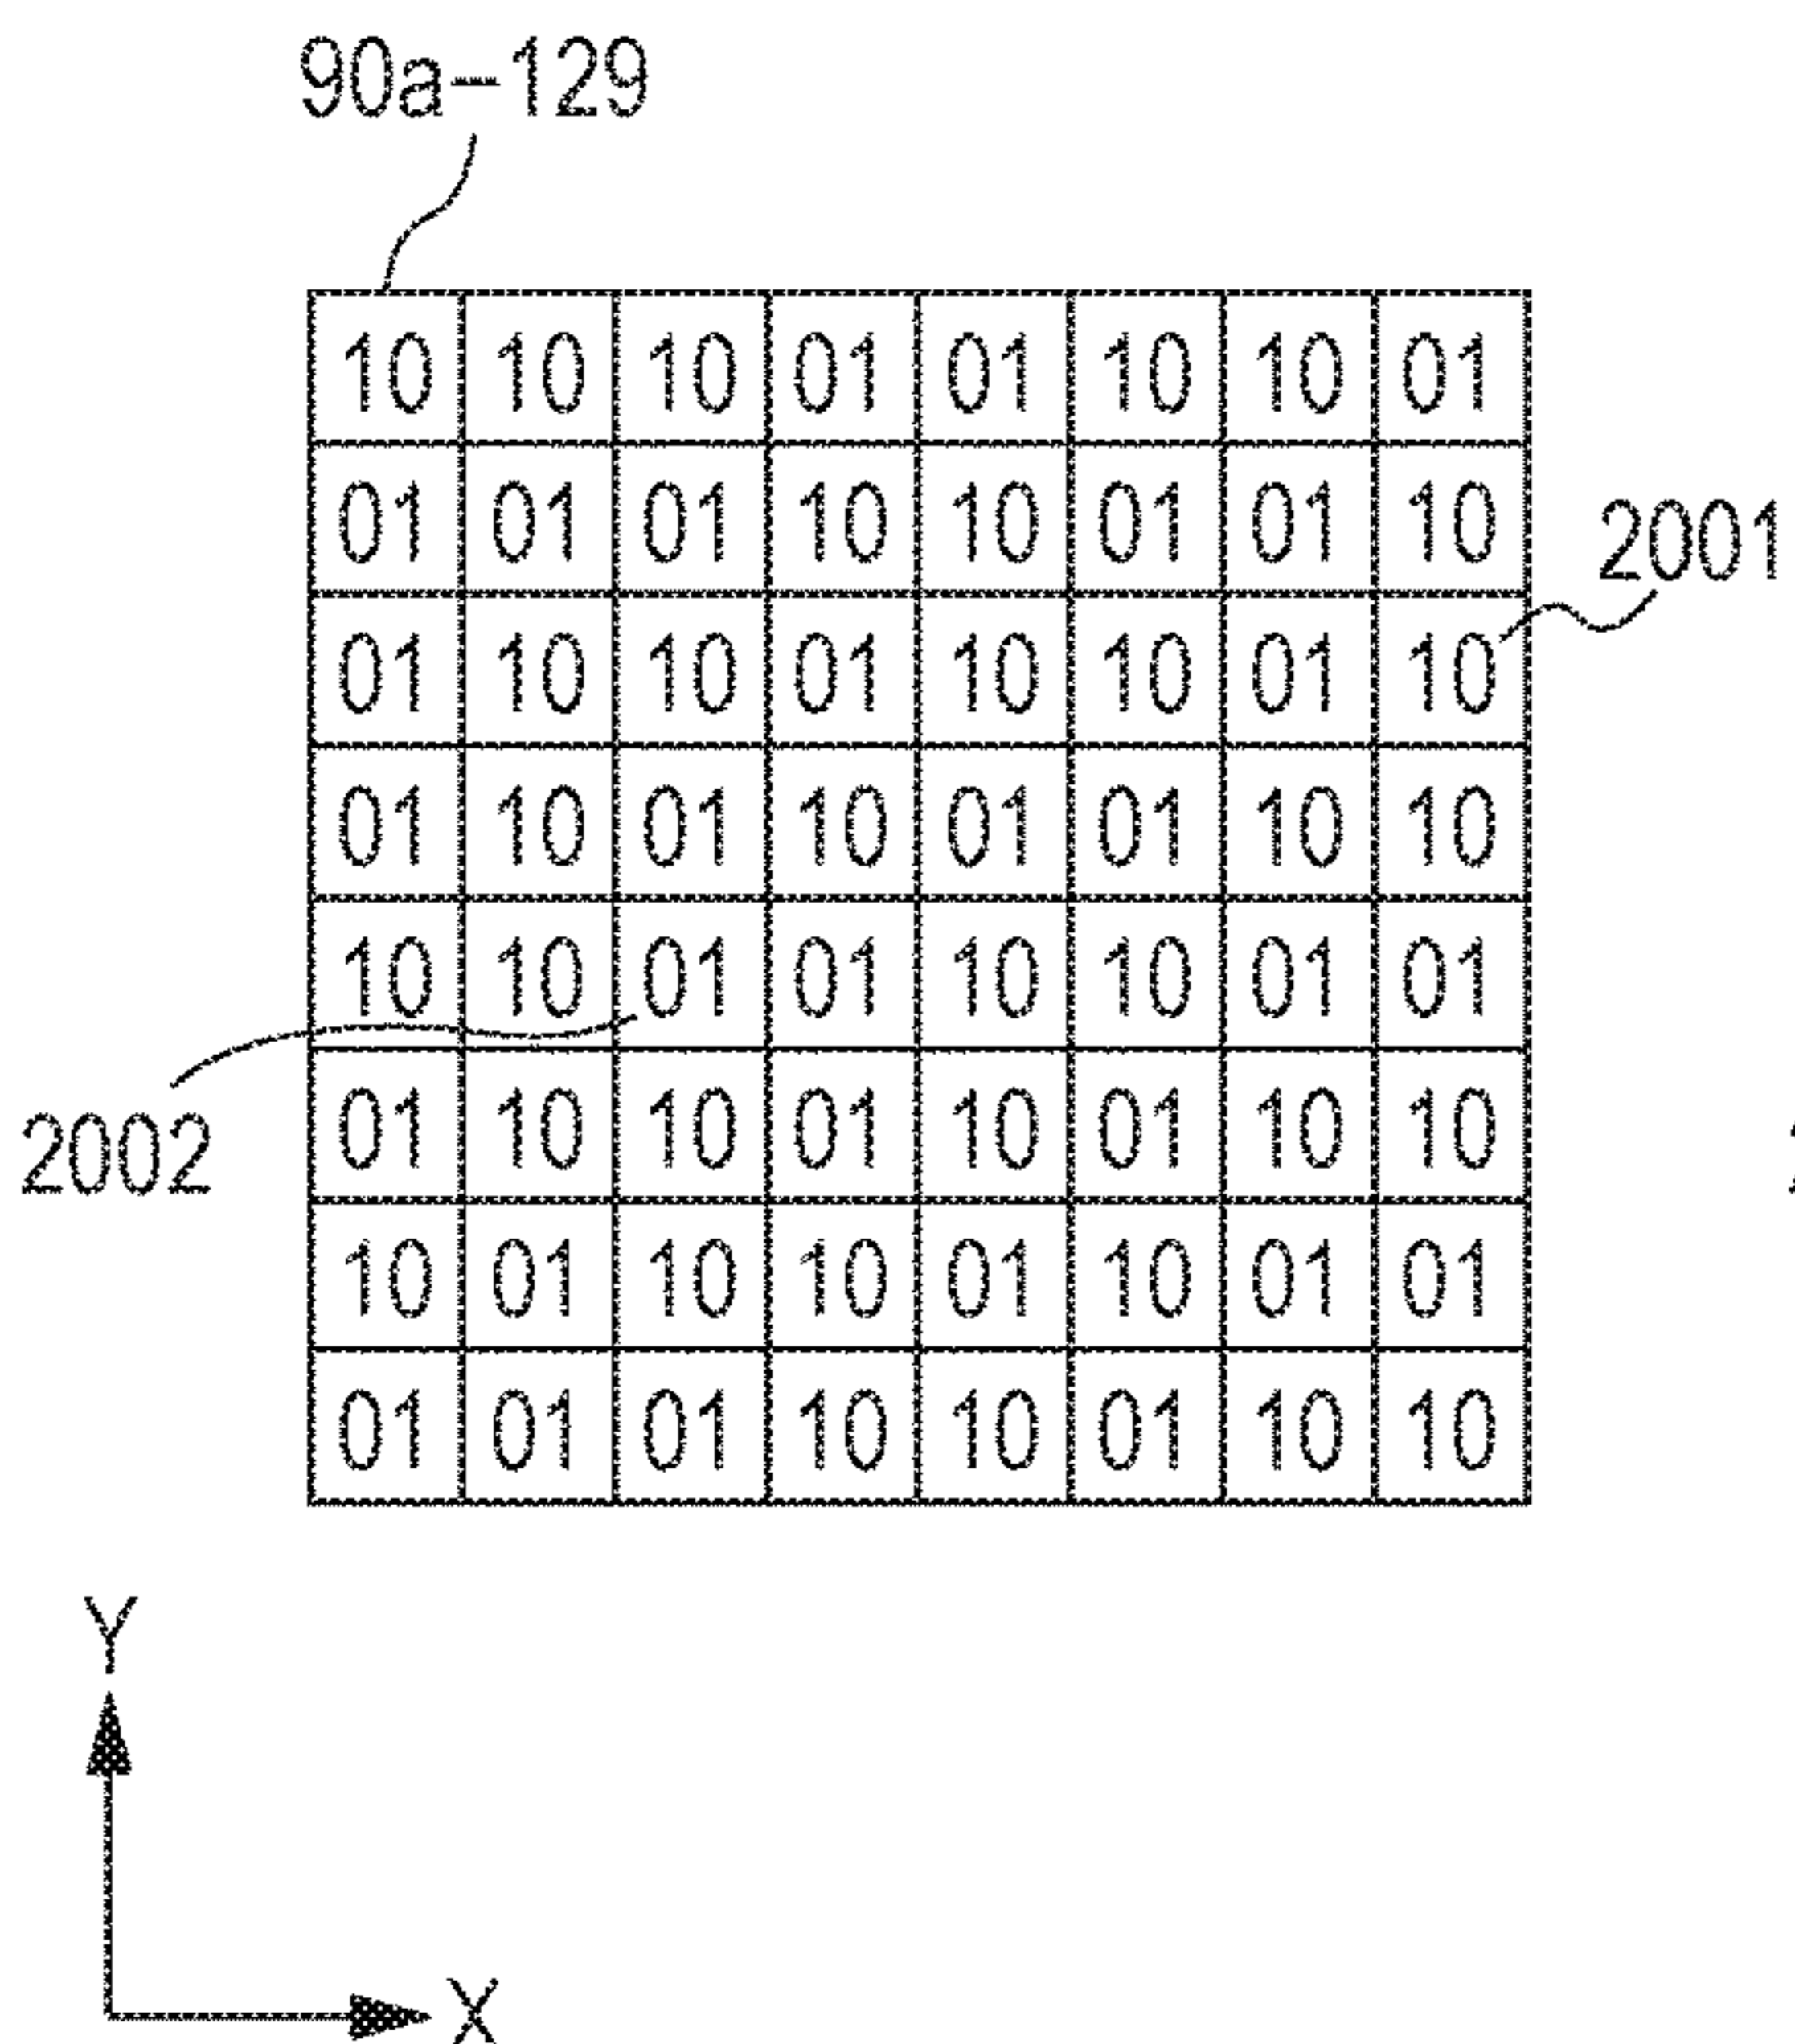 90a-129
10 10 10 01 01 10 10 01
01 01 01 10 10 01 01 10
2001
01 10 10 01 10 10 01 10
01 10 01 10 01 01 10 10
10 10 01 01 10 10 01 01
01 10 10 01 10 01 10 10
2002
10 01 10 10 01 10 01 01
01 01 01 10 10 01 10 10
Y
X